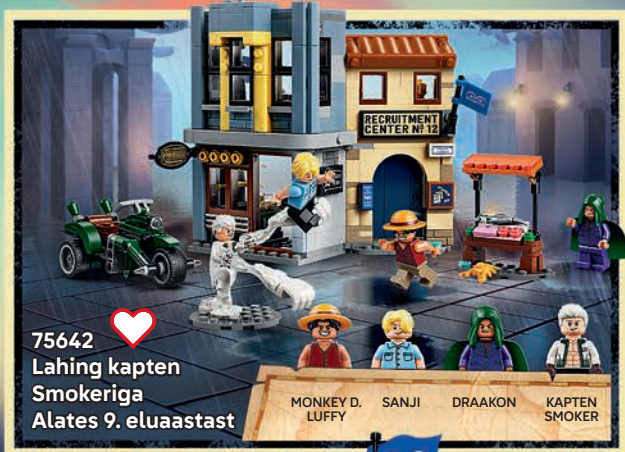 RECRUITMENT
CENTER Nº 12
75642
Lahing kapten
Smokeriga
Alates 9. eluaastast
MONKEY D.
LUFFY
SANJI
DRAAKON
KAPTEN
SMOKER